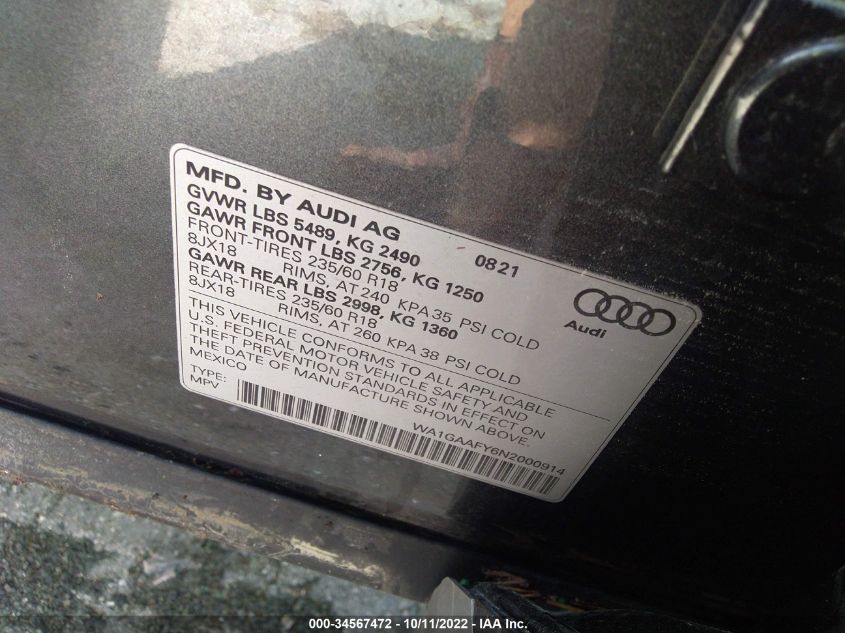 MFD. BY AUDI AG
GVWR LBS 5489, KG 2490 0821
GAWR FRONT LBS 2756, KG 1250
FRONT-TIRES 235/60 R18
8JX18 RIMS, AT 240 KPA 35 PSI COLD
GAWR REAR LBS 2998, KG 1360
REAR-TIRES 235/60 R18
8JX18 RIMS, AT 260 KPA 38 PSI COLD
Audi
THIS VEHICLE CONFORMS TO ALL APPLICABLE
U.S. FEDERAL MOTOR VEHICLE SAFETY AND
THEFT PREVENTION STANDARDS IN EFFECT ON
THE DATE OF MANUFACTURE SHOWN ABOVE.
MEXICO
TYPE: WA1GAAFY6N2000914
MPV
000-34567472 - 10/11/2022 - IAA Inc.